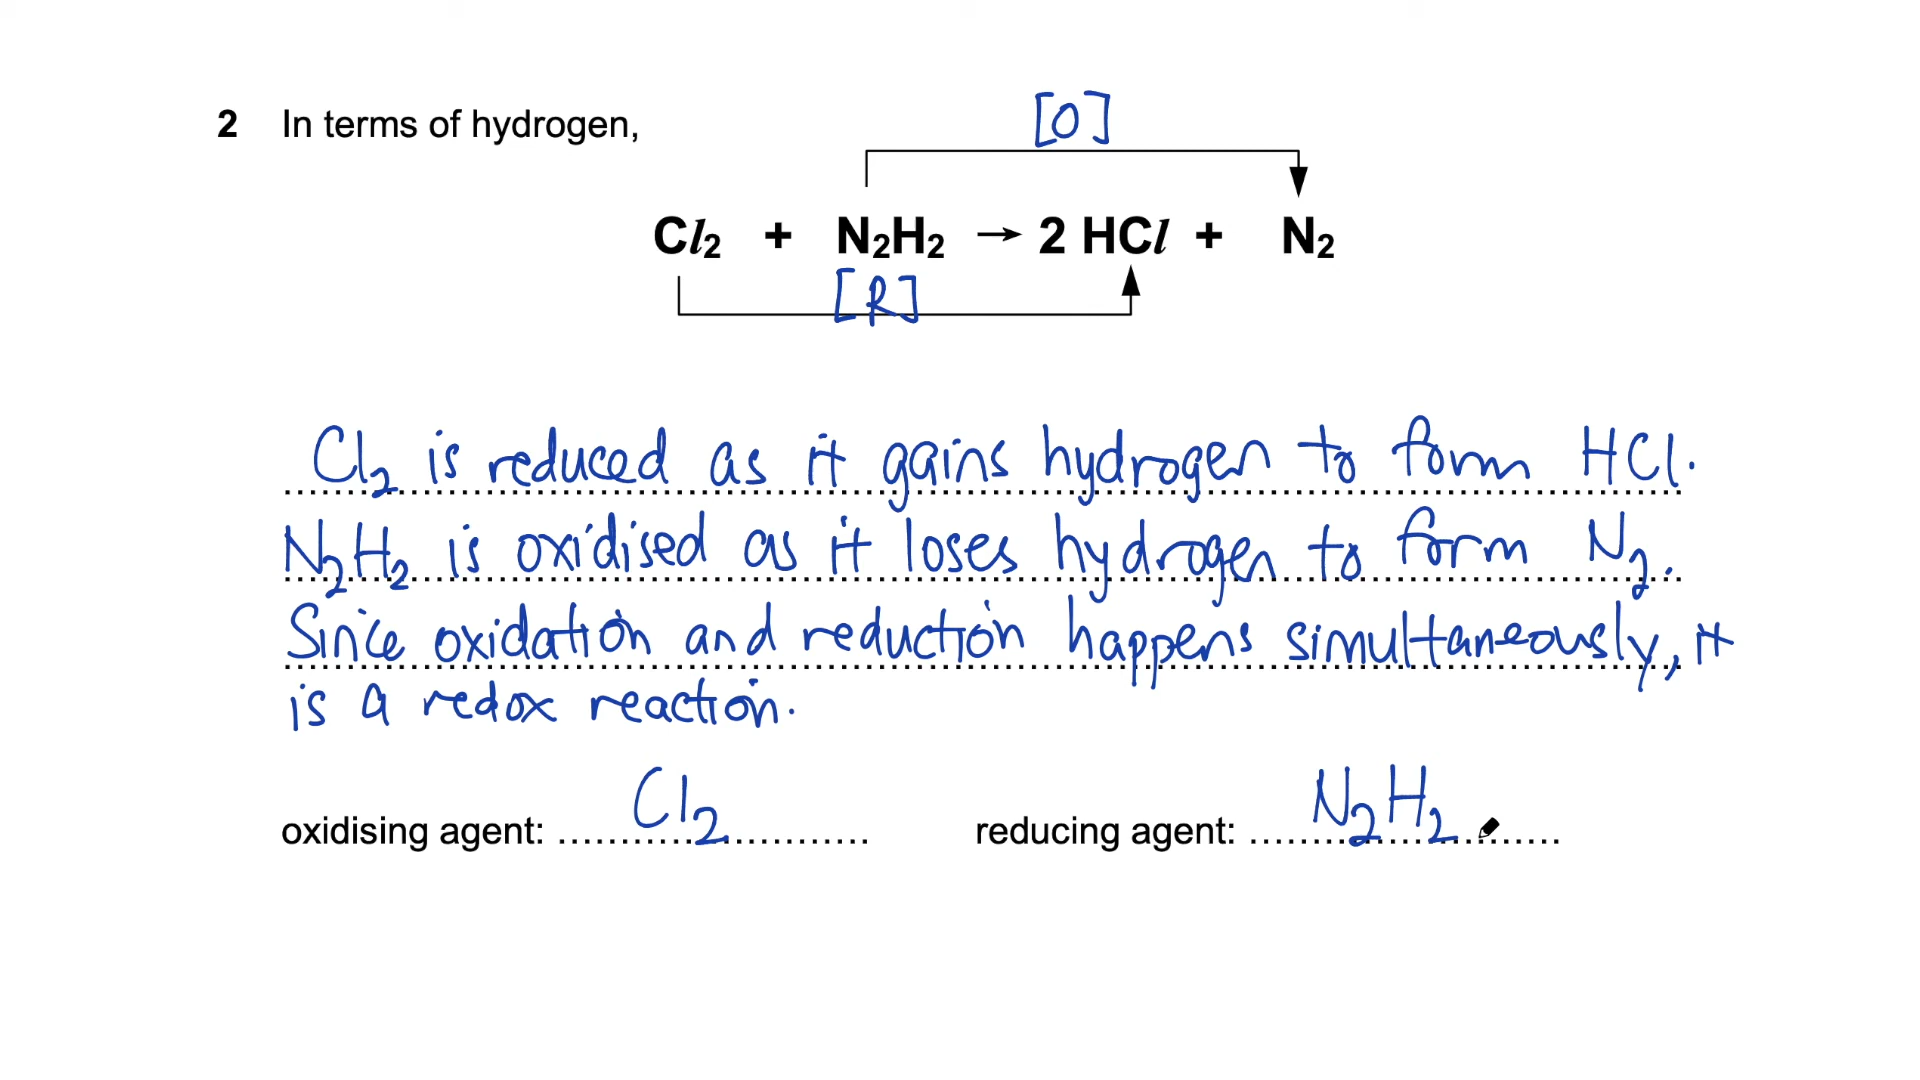 2 In terms of hydrogen,
[O]
Cl₂ + N₂H₂ → 2 HCl + N₂
[R]
Cl₂ is reduced as it gains hydrogen to form HCl.
N₂H₂ is oxidised as it loses hydrogen to form N₂.
Since oxidation and reduction happens simultaneously, it
is a redox reaction.
oxidising agent: ........Cl₂........ reducing agent: ........N₂H₂........